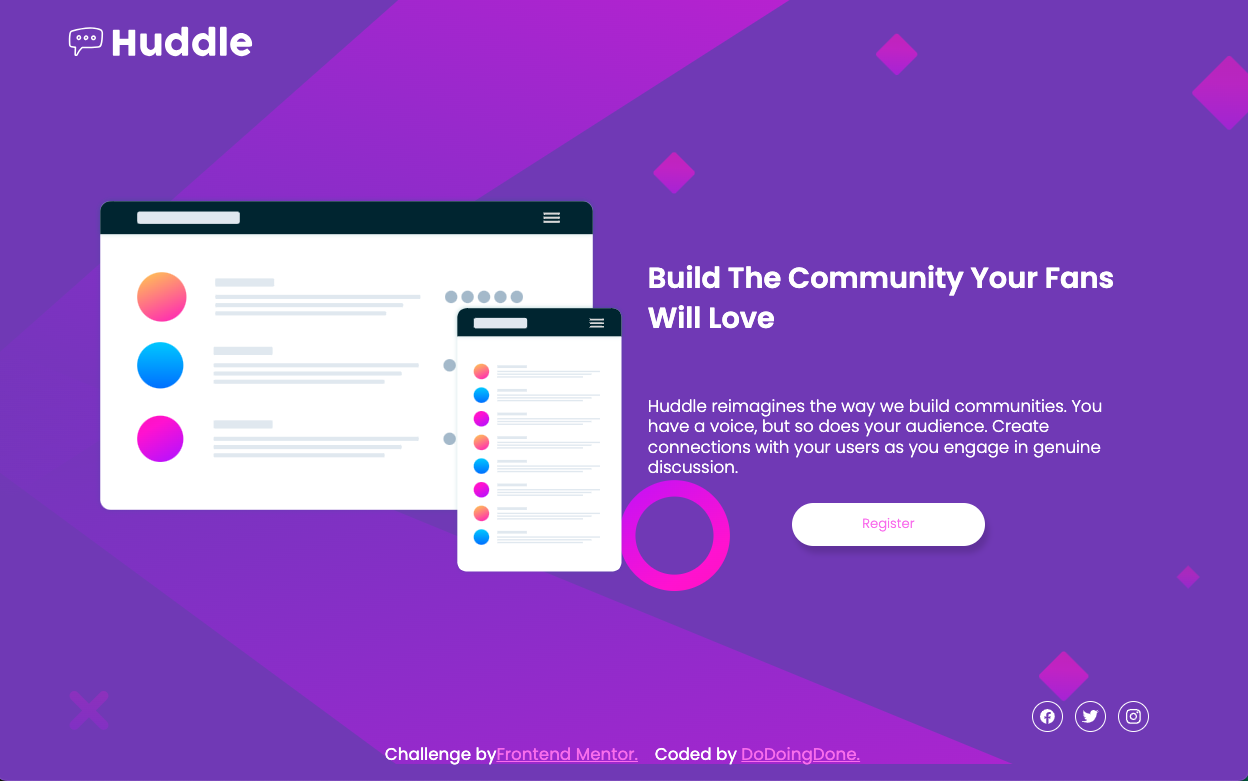 Huddle
Build The Community Your Fans
Will Love
Huddle reimagines the way we build communities. You
have a voice, but so does your audience. Create
connections with your users as you engage in genuine
discussion.
Register
Challenge byFrontend Mentor. Coded by DoDoingDone.